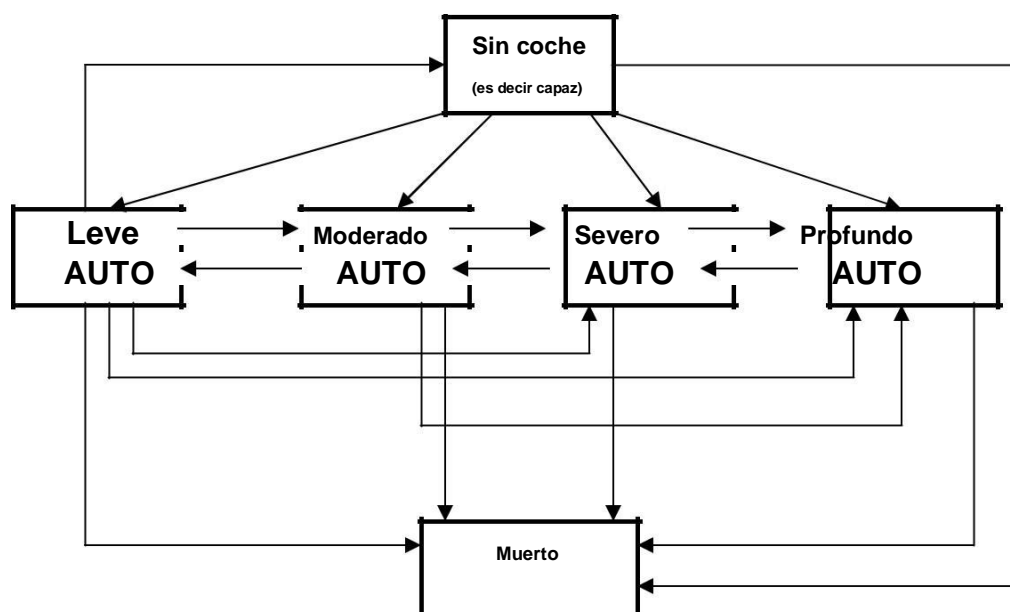 Sin coche
(es decir capaz)
Leve
AUTO
Moderado
AUTO
Severo
AUTO
Profundo
AUTO
Muerto